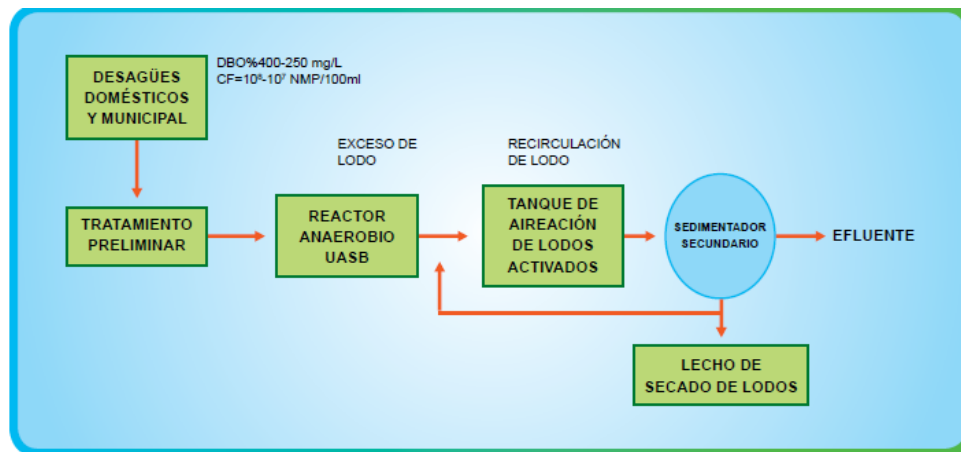 DESAGÜES
DOMÉSTICOS
Y MUNICIPAL
DBO%400-250 mg/L
CF=10⁶-10⁷ NMP/100ml
TRATAMIENTO
PRELIMINAR
EXCESO DE
LODO
REACTOR
ANAEROBIO
UASB
RECIRCULACIÓN
DE LODO
TANQUE DE
AIREACIÓN
DE LODOS
ACTIVADOS
SEDIMENTADOR
SECUNDARIO
EFLUENTE
LECHO DE
SECADO DE LODOS